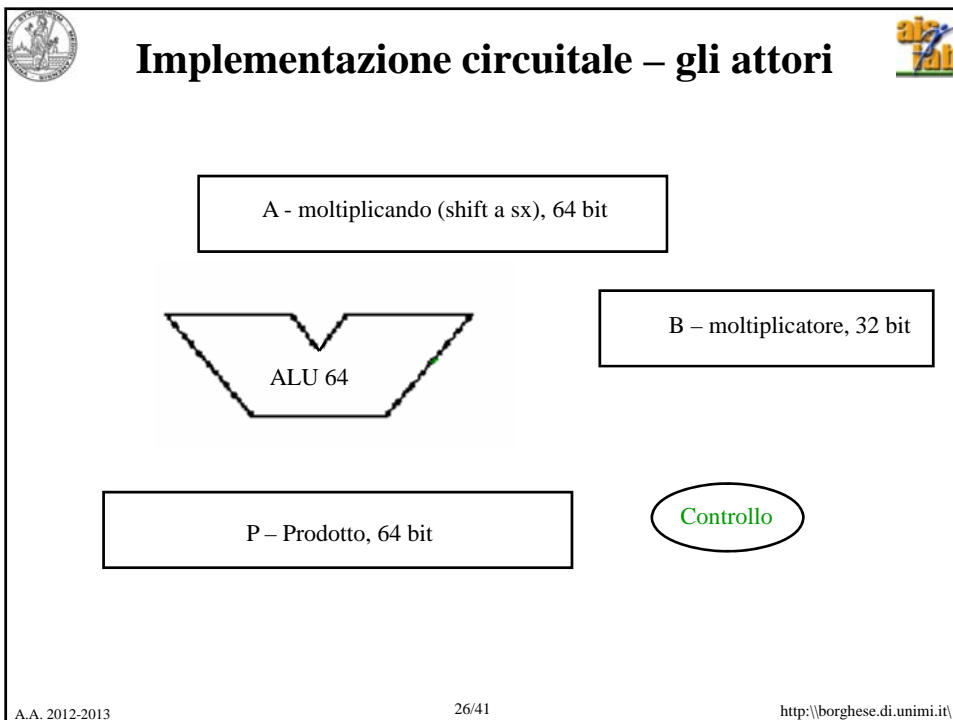 Implementazione circuitale – gli attori
A - moltiplicando (shift a sx), 64 bit
B – moltiplicatore, 32 bit
ALU 64
P – Prodotto, 64 bit
Controllo
A.A. 2012-2013
26/41
http:\\borghese.di.unimi.it\